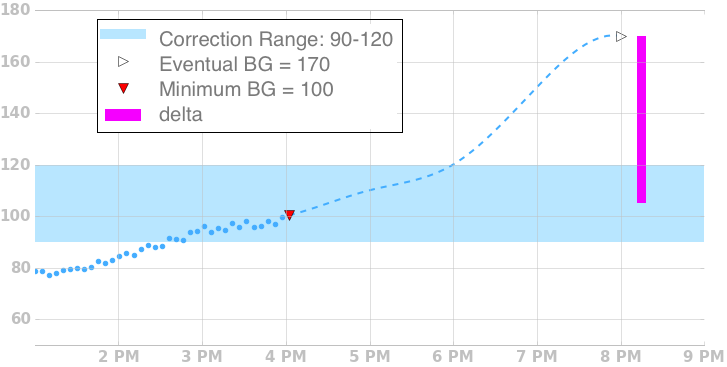 180
Correction Range: 90-120
Eventual BG = 170
Minimum BG = 100
delta
160
140
120
100
80
60
2 PM 3 PM 4 PM 5 PM 6 PM 7 PM 8 PM 9 PM